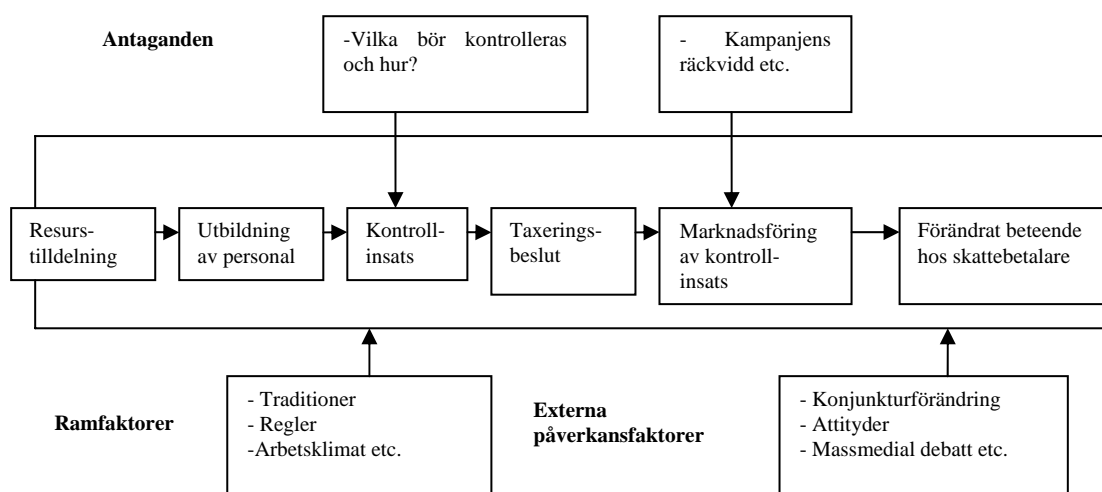 Antaganden
-Vilka bör kontrolleras
och hur?
- Kampanjens
räckvidd etc.
Resurs-
tilldelning
Utbildning
av personal
Kontroll-
insats
Taxerings-
beslut
Marknadsföring
av kontroll-
insats
Förändrat beteende
hos skattebetalare
Ramfaktorer
- Traditioner
- Regler
-Arbetsklimat etc.
Externa
påverkansfaktorer
- Konjunkturförändring
- Attityder
- Massmedial debatt etc.